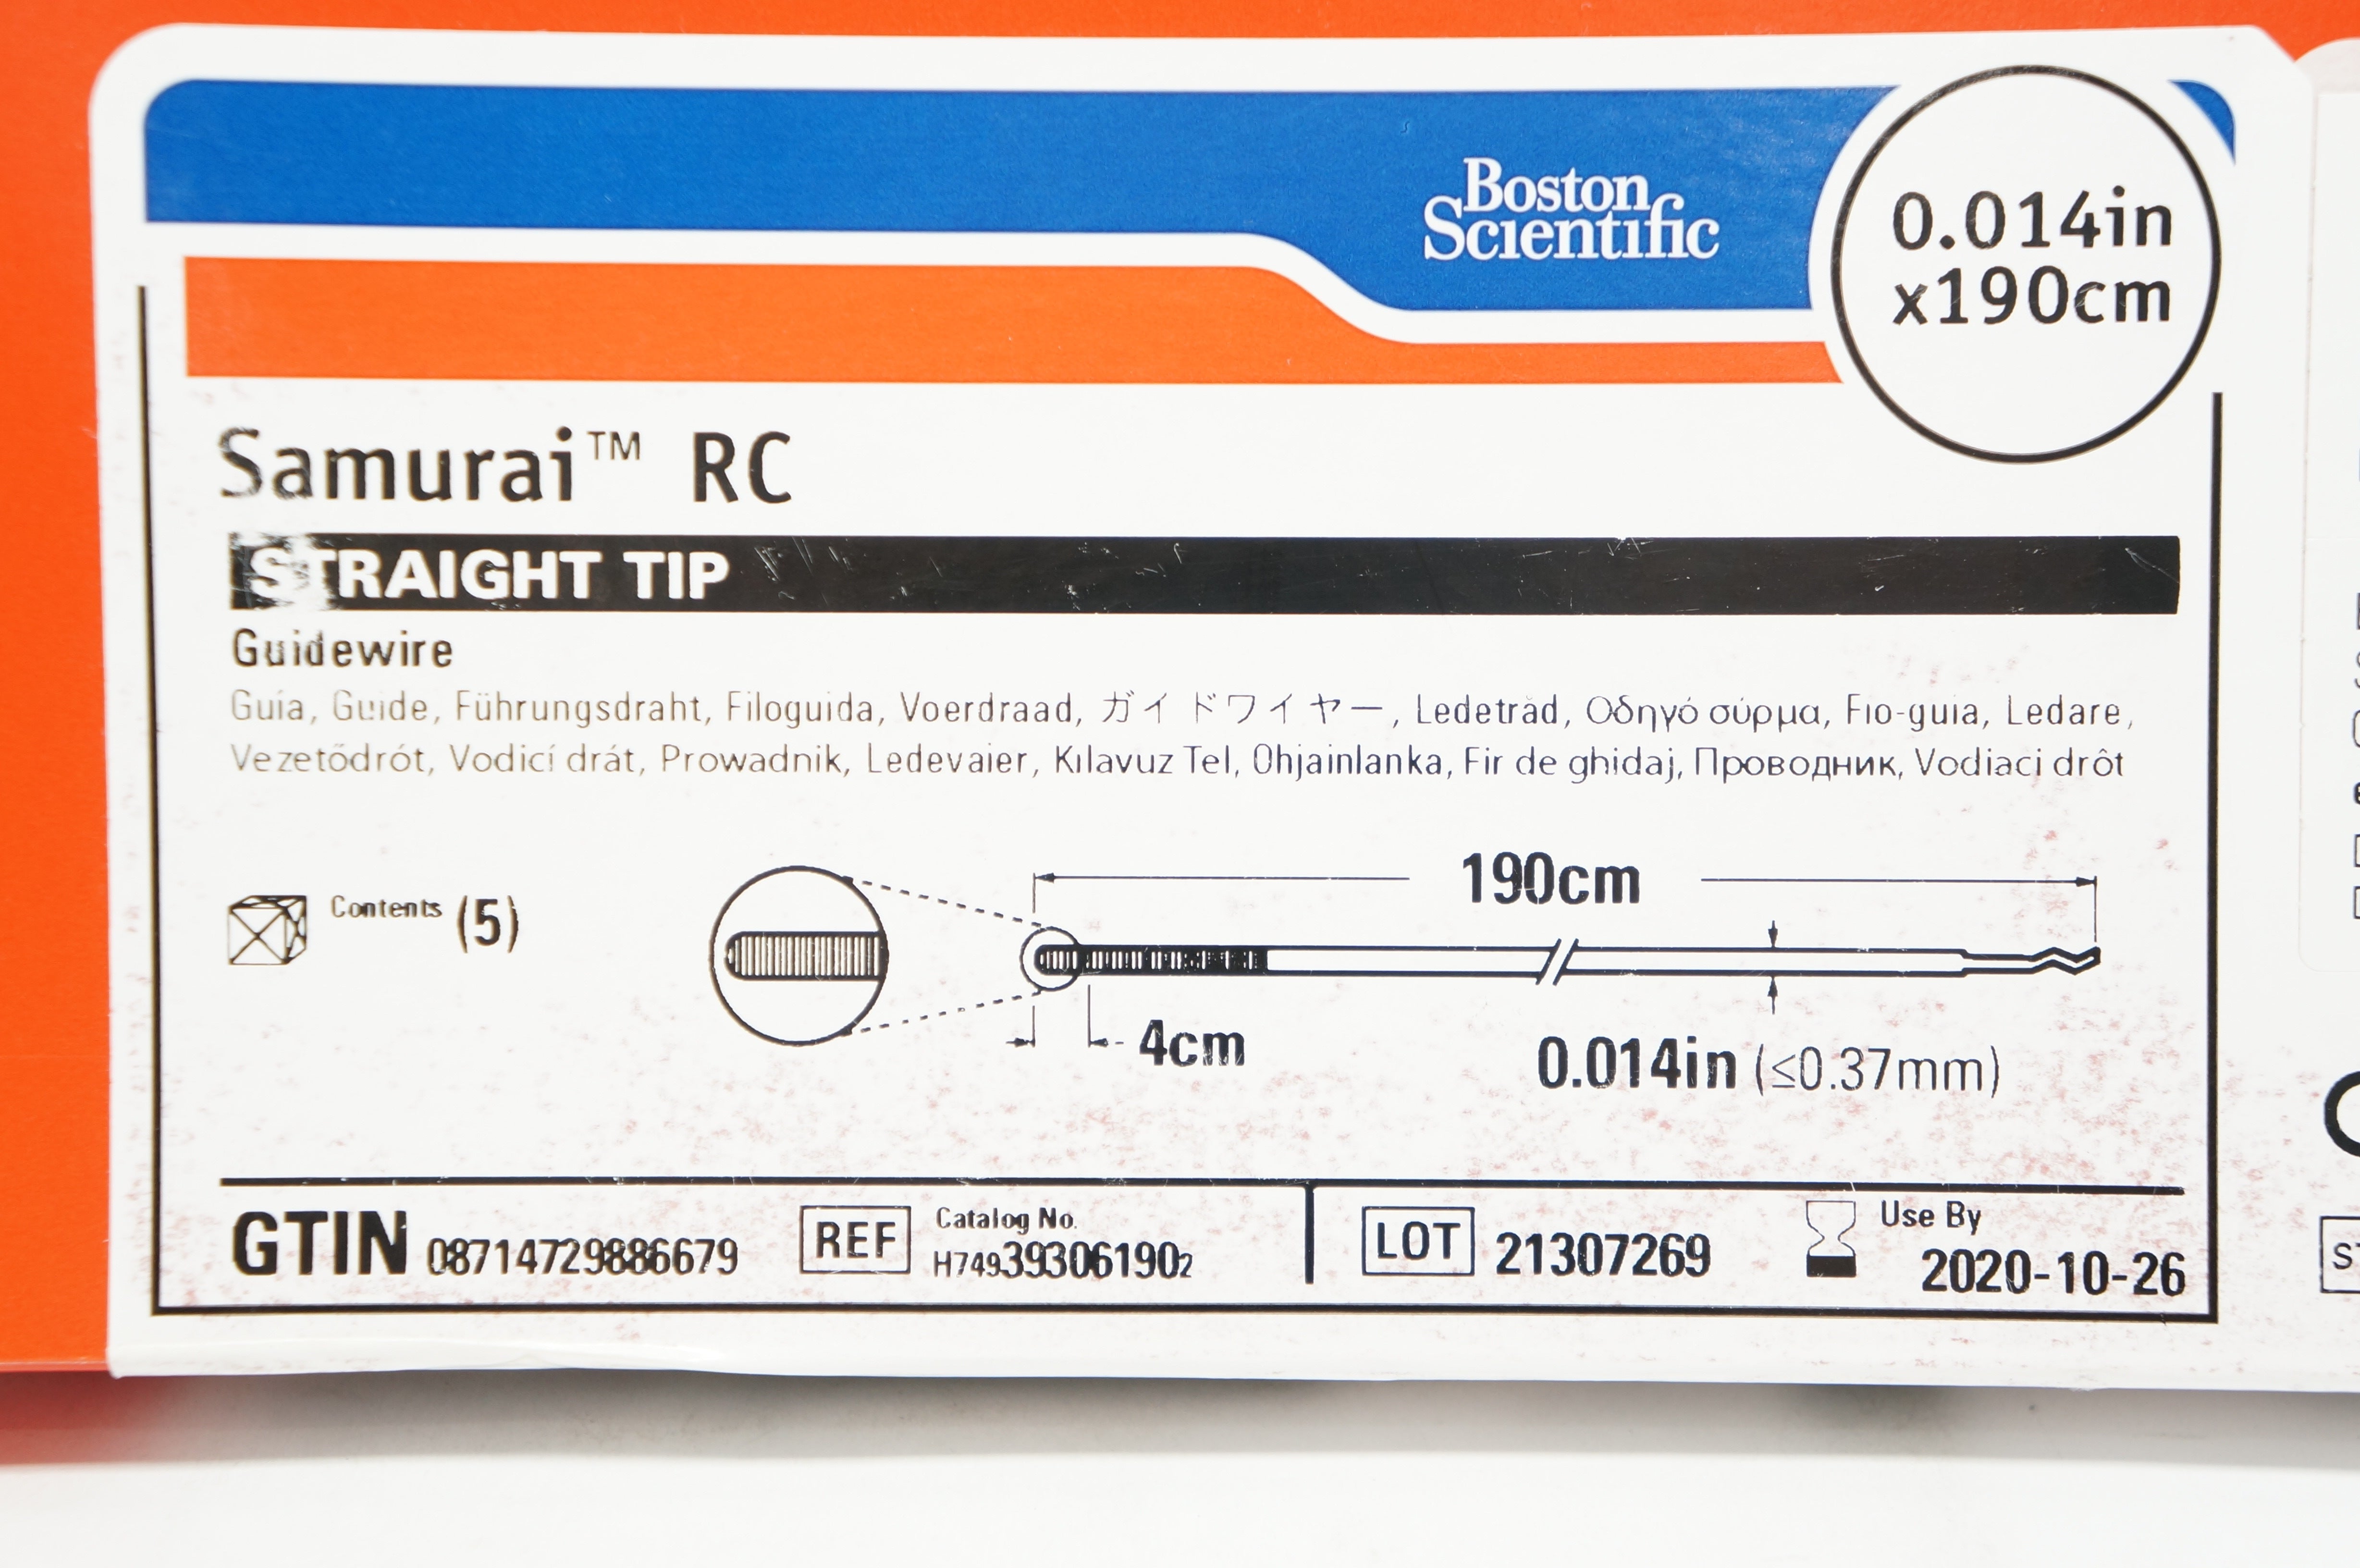 Boston
Scientific
0.014in
x190cm
Samurai™ RC
STRAIGHT TIP
Guidewire
Guía, Guide, Führungsdraht, Filoguida, Voerdraad, ガイドワイヤー, Ledetråd, Οδηγό σύρμα, Fio-guia, Ledare,
Vezetődrót, Vodicí drát, Prowadnik, Ledevaier, Kılavuz Tel, Ohjainlanka, Fir de ghidaj, Проводник, Vodiaci drôt
Contents (5)
190cm
4cm
0.014in (≤0.37mm)
GTIN 08714729886679
REF Catalog No.
H749393061902
LOT 21307269
Use By
2020-10-26